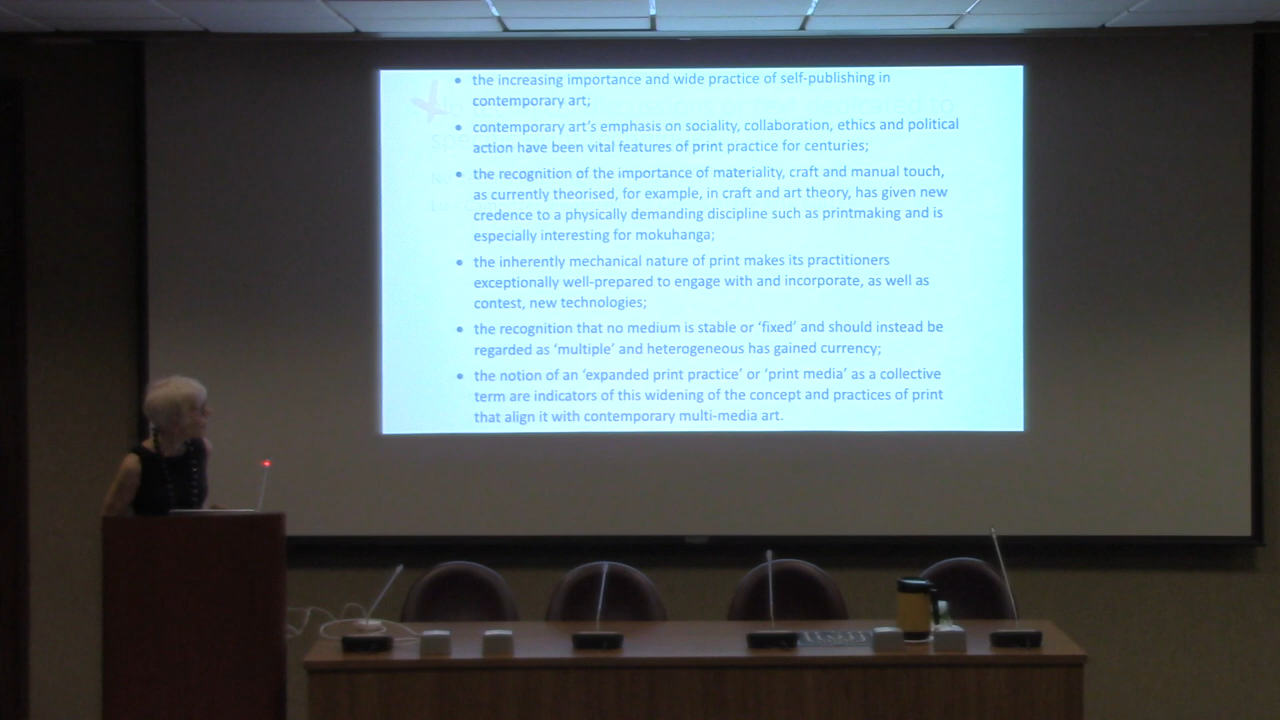 • the increasing importance and wide practice of self-publishing in
contemporary art;
• contemporary art's emphasis on sociality, collaboration, ethics and political
action have been vital features of print practice for centuries;
• the recognition of the importance of materiality, craft and manual touch,
as currently theorised, for example, in craft and art theory, has given new
credence to a physically demanding discipline such as printmaking and is
especially interesting for mokuhanga;
• the inherently mechanical nature of print makes its practitioners
exceptionally well-prepared to engage with and incorporate, as well as
contest, new technologies;
• the recognition that no medium is stable or ‘fixed’ and should instead be
regarded as ‘multiple’ and heterogeneous has gained currency;
• the notion of an ‘expanded print practice’ or ‘print media’ as a collective
term are indicators of this widening of the concept and practices of print
that align it with contemporary multi-media art.